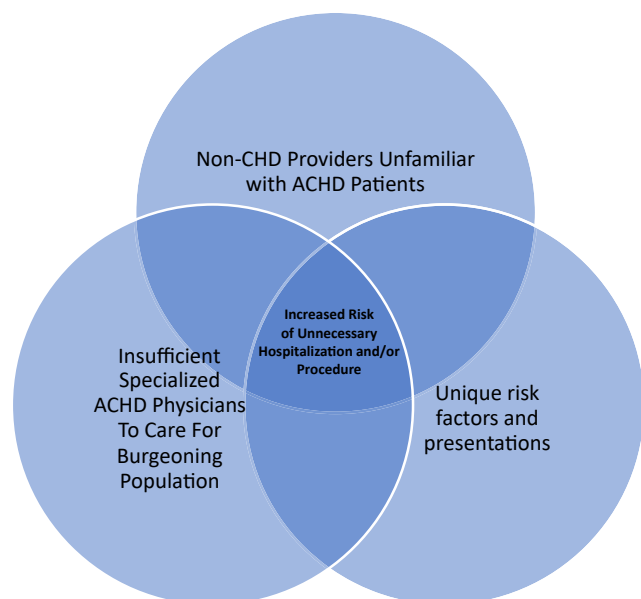 Non-CHD Providers Unfamiliar
with ACHD Patients
Increased Risk
of Unnecessary
Hospitalization and/or
Procedure
Insufficient
Specialized
ACHD Physicians
To Care For
Burgeoning
Population
Unique risk
factors and
presentations